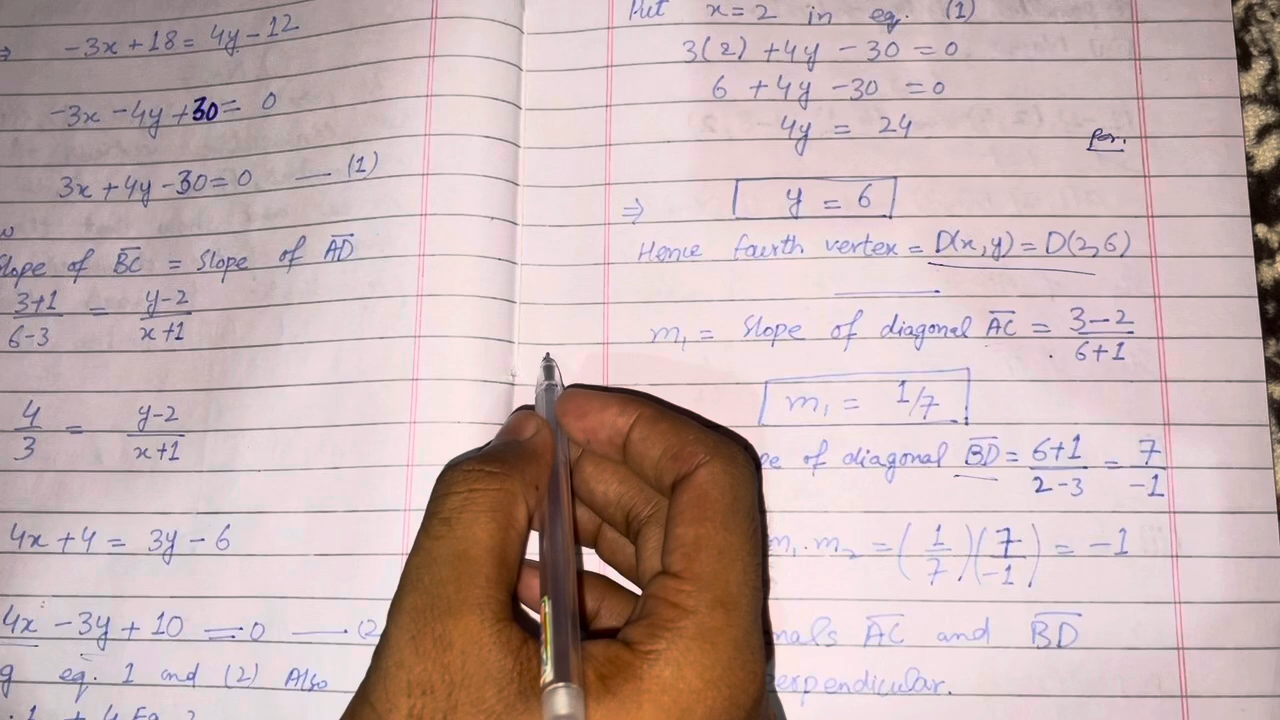 -3x + 18 = 4y - 12
-3x - 4y + 30 = 0
3x + 4y - 30 = 0 — (1)
Slope of BC = Slope of AD
3+1/6-3 = y-2/x+1
4/3 = y-2/x+1
4x + 4 = 3y - 6
4x - 3y + 10 = 0 — (2
eq. 1 and (2) Also
Put x = 2 in eq. (1)
3(2) + 4y - 30 = 0
6 + 4y - 30 = 0
4y = 24
⇒ y = 6
Hence fourth vertex = D(x,y) = D(2,6)
m₁ = Slope of diagonal AC = 3-2/6+1
m₁ = 1/7
of diagonal BD = 6+1/2-3 = 7/-1
m₁ . m₂ = (1/7)(7/-1) = -1
AC and BD
erpendicular.